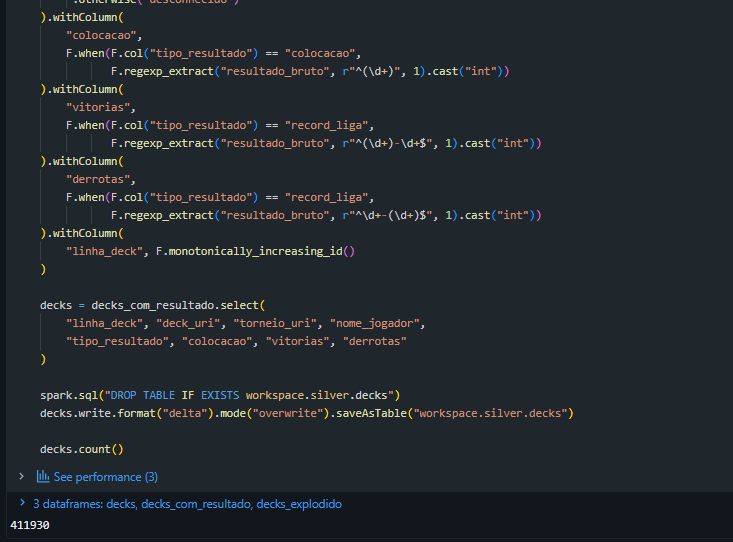 .otherwise("desconhecido")
).withColumn(
"colocacao",
F.when(F.col("tipo_resultado") == "colocacao",
F.regexp_extract("resultado_bruto", r"^(\d+)", 1).cast("int"))
).withColumn(
"vitorias",
F.when(F.col("tipo_resultado") == "record_liga",
F.regexp_extract("resultado_bruto", r"^(\d+)-\d+$", 1).cast("int"))
).withColumn(
"derrotas",
F.when(F.col("tipo_resultado") == "record_liga",
F.regexp_extract("resultado_bruto", r"^\d+-(\d+)$", 1).cast("int"))
).withColumn(
"linha_deck", F.monotonically_increasing_id()
)
decks = decks_com_resultado.select(
"linha_deck", "deck_uri", "torneio_uri", "nome_jogador",
"tipo_resultado", "colocacao", "vitorias", "derrotas"
)
spark.sql("DROP TABLE IF EXISTS workspace.silver.decks")
decks.write.format("delta").mode("overwrite").saveAsTable("workspace.silver.decks")
decks.count()
See performance (3)
3 dataframes: decks, decks_com_resultado, decks_explodido
411930